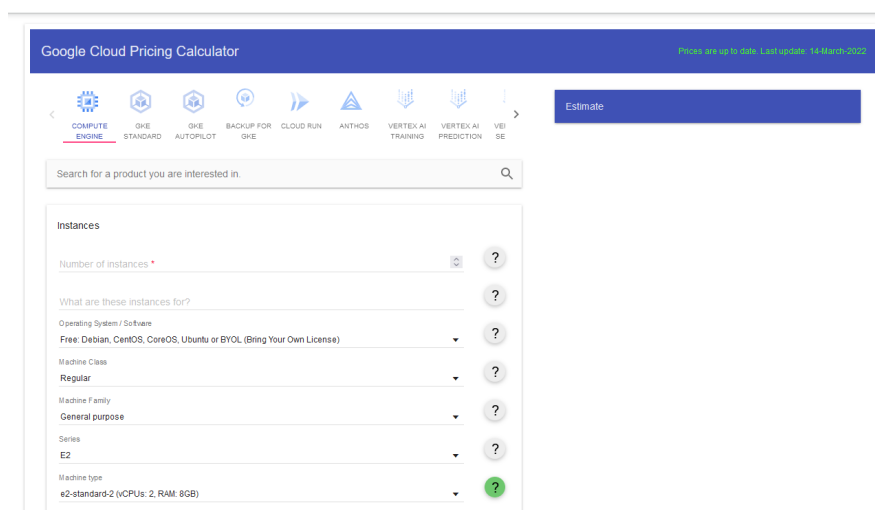 Google Cloud Pricing Calculator
Prices are up to date. Last update: 14-March-2022
COMPUTE ENGINE
GKE STANDARD
GKE AUTOPILOT
BACKUP FOR GKE
CLOUD RUN
ANTHOS
VERTEX AI TRAINING
VERTEX AI PREDICTION
Estimate
Search for a product you are interested in.
Instances
Number of instances *
?
What are these instances for?
?
Operating System / Software
Free: Debian, CentOS, CoreOS, Ubuntu or BYOL (Bring Your Own License)
?
Machine Class
Regular
?
Machine Family
General purpose
?
Series
E2
?
Machine type
e2-standard-2 (vCPUs: 2, RAM: 8GB)
?